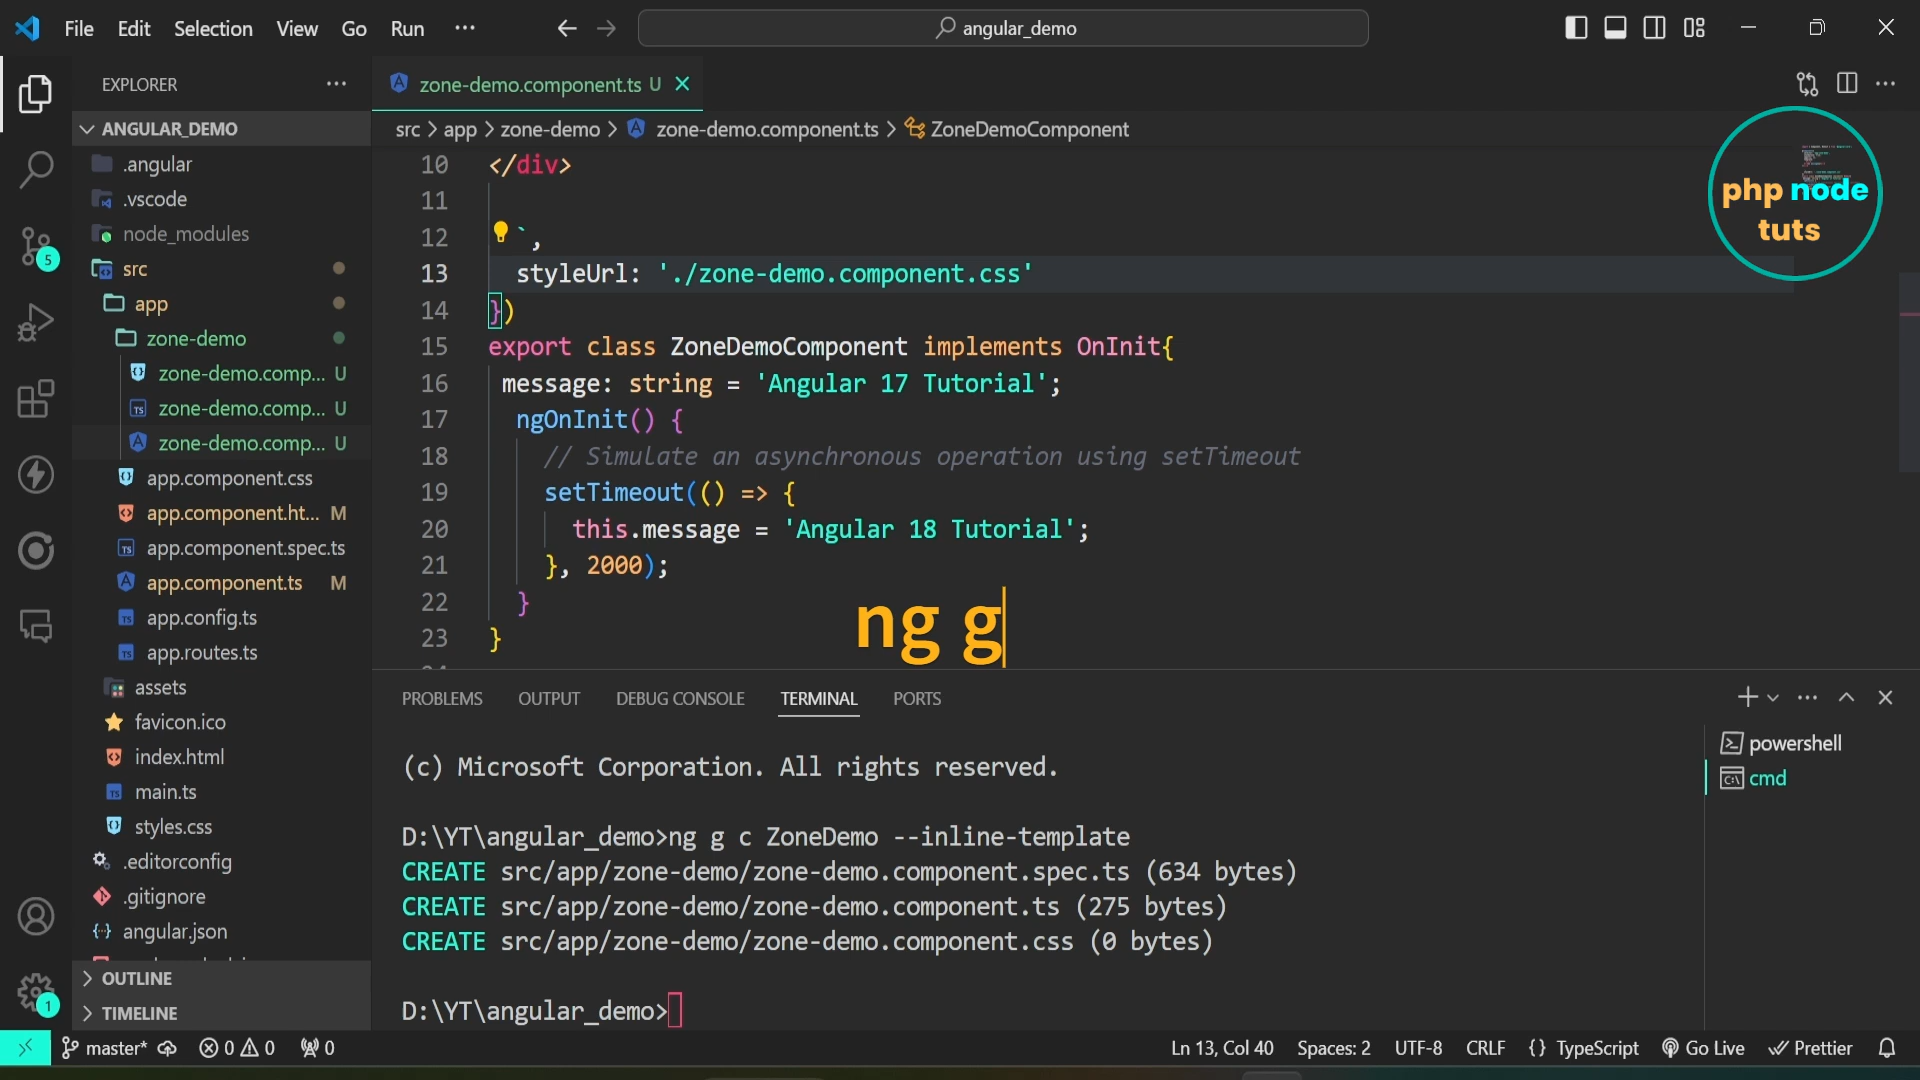 File Edit Selection View Go Run ···
angular_demo
EXPLORER ···
zone-demo.component.ts U
ANGULAR_DEMO
src > app > zone-demo > zone-demo.component.ts > ZoneDemoComponent
.angular
.vscode
node_modules
src
app
zone-demo
zone-demo.comp... U
zone-demo.comp... U
zone-demo.comp... U
app.component.css
app.component.ht... M
app.component.spec.ts
app.component.ts M
app.config.ts
app.routes.ts
assets
favicon.ico
index.html
main.ts
styles.css
.editorconfig
.gitignore
angular.json
OUTLINE
TIMELINE
5
1
10 </div>
11
12 `,
13 styleUrl: './zone-demo.component.css'
14 })
15 export class ZoneDemoComponent implements OnInit{
16 message: string = 'Angular 17 Tutorial';
17 ngOnInit() {
18 // Simulate an asynchronous operation using setTimeout
19 setTimeout(() => {
20 this.message = 'Angular 18 Tutorial';
21 }, 2000);
22 }
23 }
ng g
php node
tuts
PROBLEMS OUTPUT DEBUG CONSOLE TERMINAL PORTS
powershell
cmd
(c) Microsoft Corporation. All rights reserved.
D:\YT\angular_demo>ng g c ZoneDemo --inline-template
CREATE src/app/zone-demo/zone-demo.component.spec.ts (634 bytes)
CREATE src/app/zone-demo/zone-demo.component.ts (275 bytes)
CREATE src/app/zone-demo/zone-demo.component.css (0 bytes)
D:\YT\angular_demo>
master* 0 0 0
Ln 13, Col 40 Spaces: 2 UTF-8 CRLF {} TypeScript Go Live Prettier